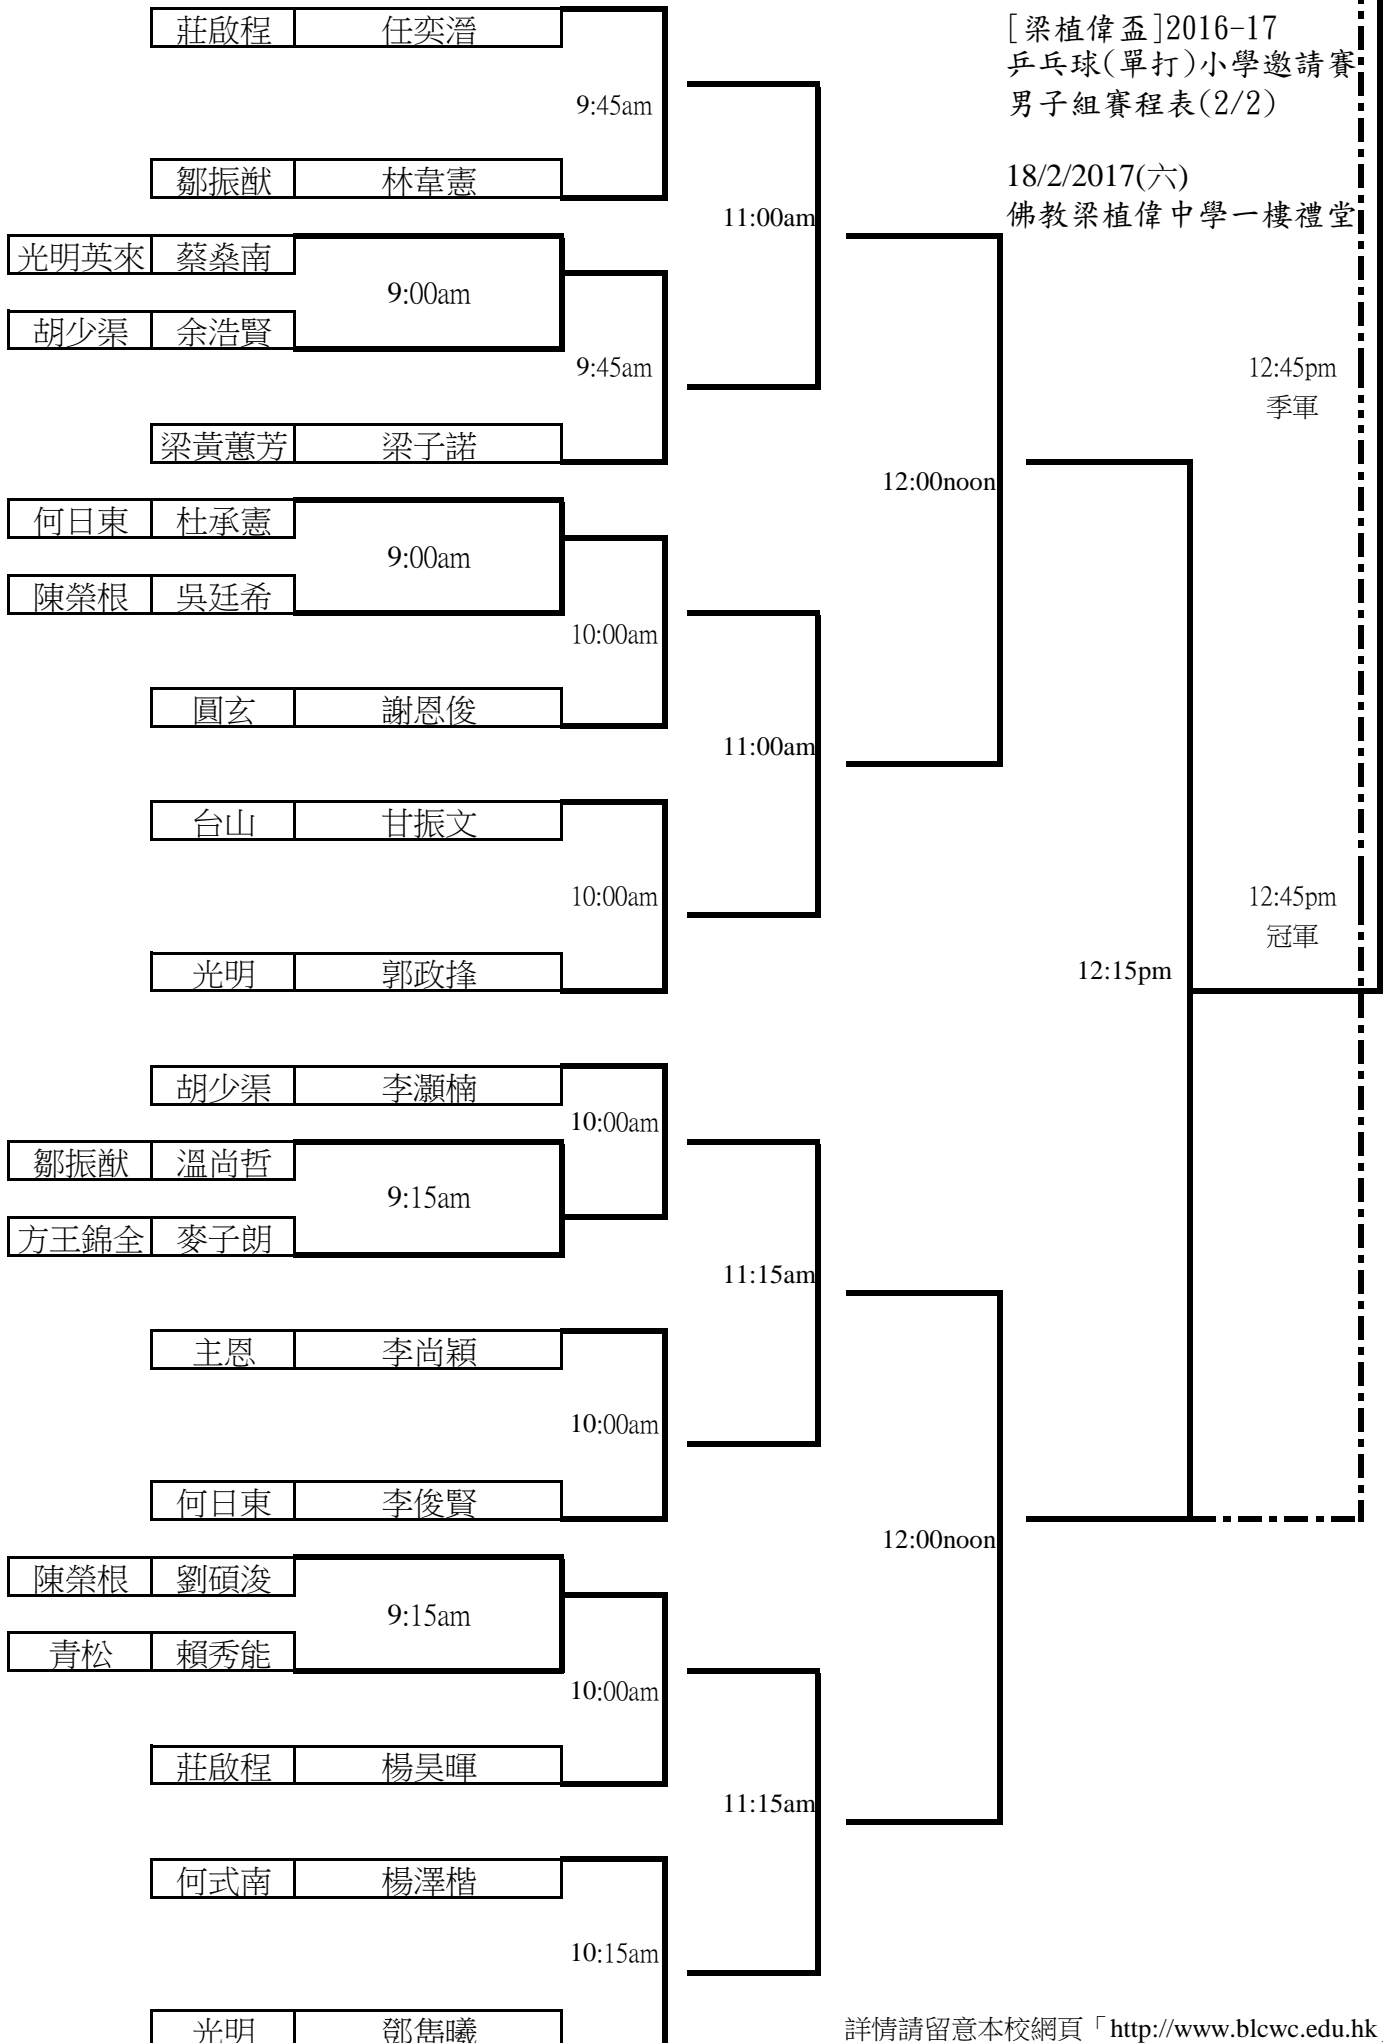 [梁植偉盃]2016-17
乒乓球(單打)小學邀請賽
男子組賽程表(2/2)
18/2/2017(六)
佛教梁植偉中學一樓禮堂
莊啟程 任奕溍
9:45am
鄒振猷 林韋憲
11:00am
光明英來 蔡燊南
9:00am
胡少渠 余浩賢
9:45am
12:45pm
季軍
梁黃蕙芳 梁子諾
12:00noon
何日東 杜承憲
9:00am
陳榮根 吳廷希
10:00am
圓玄 謝恩俊
11:00am
台山 甘振文
10:00am
12:45pm
冠軍
光明 郭政捀
12:15pm
胡少渠 李灝楠
10:00am
鄒振猷 溫尚哲
9:15am
方王錦全 麥子朗
11:15am
主恩 李尚穎
10:00am
何日東 李俊賢
12:00noon
陳榮根 劉碩浚
9:15am
青松 賴秀能
10:00am
莊啟程 楊昊暉
11:15am
何式南 楊澤楷
10:15am
光明 鄧雋曦
詳情請留意本校網頁「http://www.blcwc.edu.hk